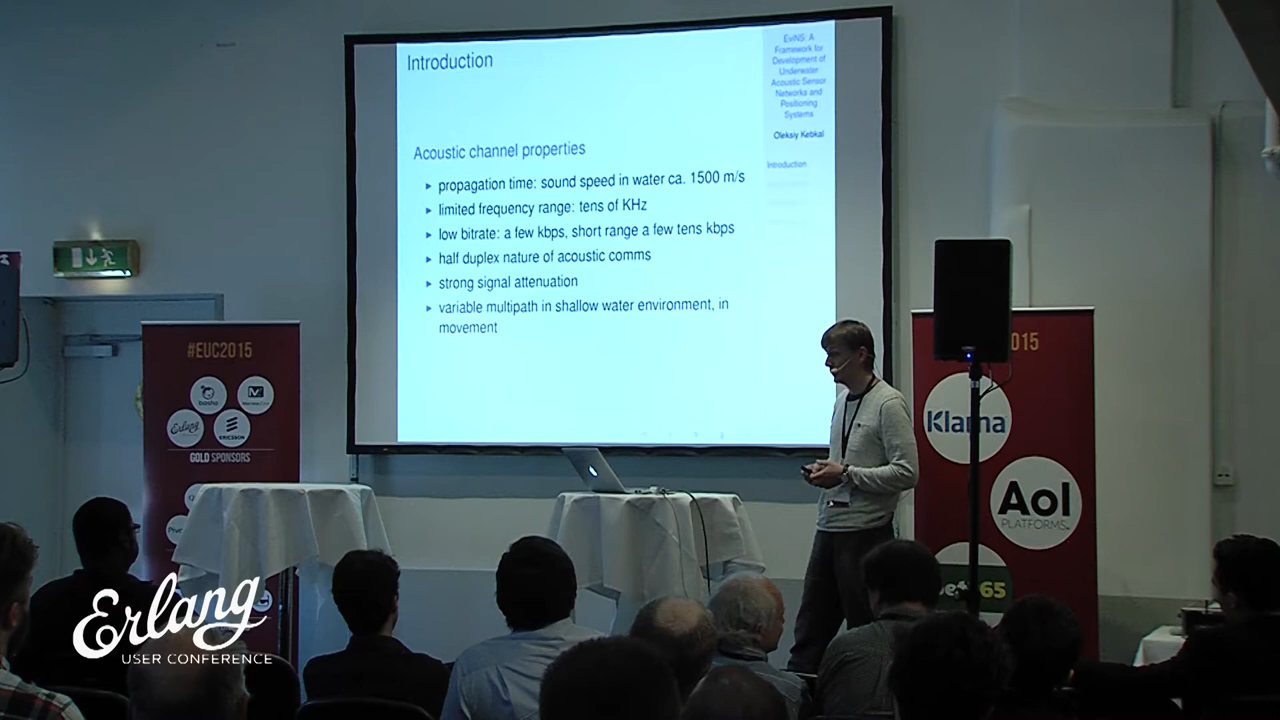 Introduction
Acoustic channel properties
propagation time: sound speed in water ca. 1500 m/s
limited frequency range: tens of KHz
low bitrate: a few kbps, short range a few tens kbps
half duplex nature of acoustic comms
strong signal attenuation
variable multipath in shallow water environment, in
movement
EviNS: A
Framework for
Development of
Underwater
Acoustic Sensor
Networks and
Positioning
Systems
Oleksiy Kebkal
Introduction
#EUC2015
basho
Erlang
ERICSSON
GOLD SPONSORS
015
Klarna
Aol
PLATFORMS
65
Erlang
USER CONFERENCE